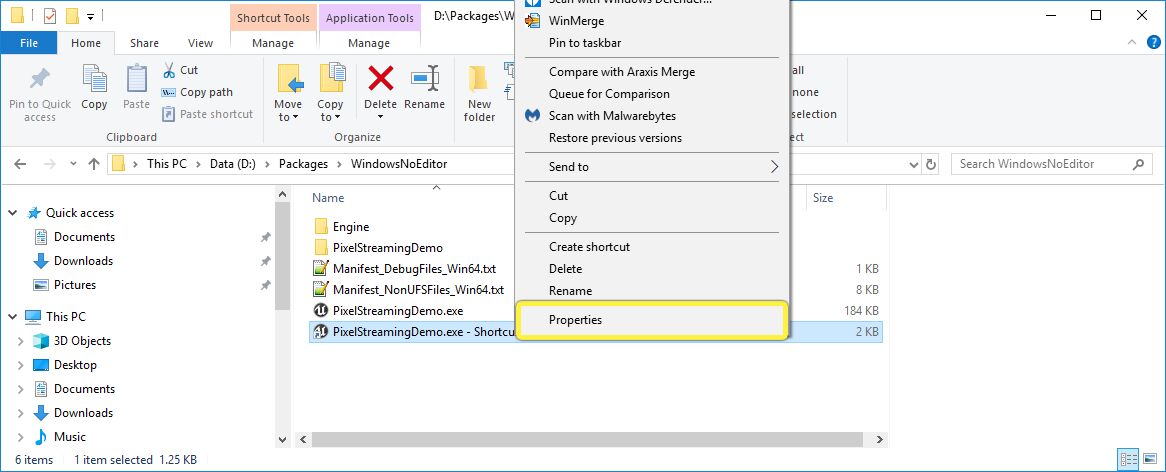 Shortcut Tools
Application Tools
D:\Packages\W
File
Home
Share
View
Manage
Manage
Pin to Quick access
Copy
Paste
Cut
Copy path
Paste shortcut
Clipboard
Move to
Copy to
Delete
Rename
Organize
New folder
all
none
selection
ect
This PC > Data (D:) > Packages > WindowsNoEditor
Search WindowsNoEditor
Quick access
Documents
Downloads
Pictures
This PC
3D Objects
Desktop
Documents
Downloads
Music
Name
Size
Engine
PixelStreamingDemo
Manifest_DebugFiles_Win64.txt
1 KB
Manifest_NonUFSFiles_Win64.txt
8 KB
PixelStreamingDemo.exe
184 KB
PixelStreamingDemo.exe - Shortcu
2 KB
Scan with Windows Defender...
WinMerge
Pin to taskbar
Compare with Araxis Merge
Queue for Comparison
Scan with Malwarebytes
Restore previous versions
Send to
Cut
Copy
Create shortcut
Delete
Rename
Properties
6 items
1 item selected 1.25 KB